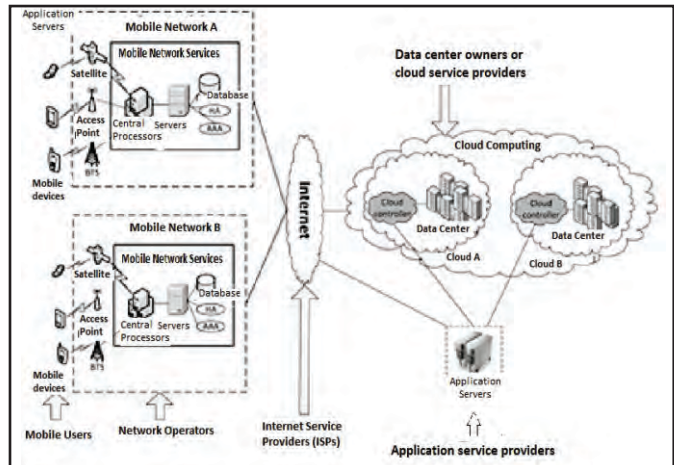 Application
Servers
Mobile Network A
Mobile Network Services
Satellite
Database
HA
AAA
Access
Point
Central
Processors
Servers
BTS
Mobile
devices
Mobile Network B
Mobile Network Services
Satellite
Database
HA
AAA
Access
Point
Central
Processors
Servers
BTS
Mobile
devices
Mobile Users
Network Operators
Internet
Internet Service
Providers (ISPs)
Data center owners or
cloud service providers
Cloud Computing
Cloud
controller
Data Center
Cloud A
Cloud
controller
Data Center
Cloud B
Application
Servers
Application service providers